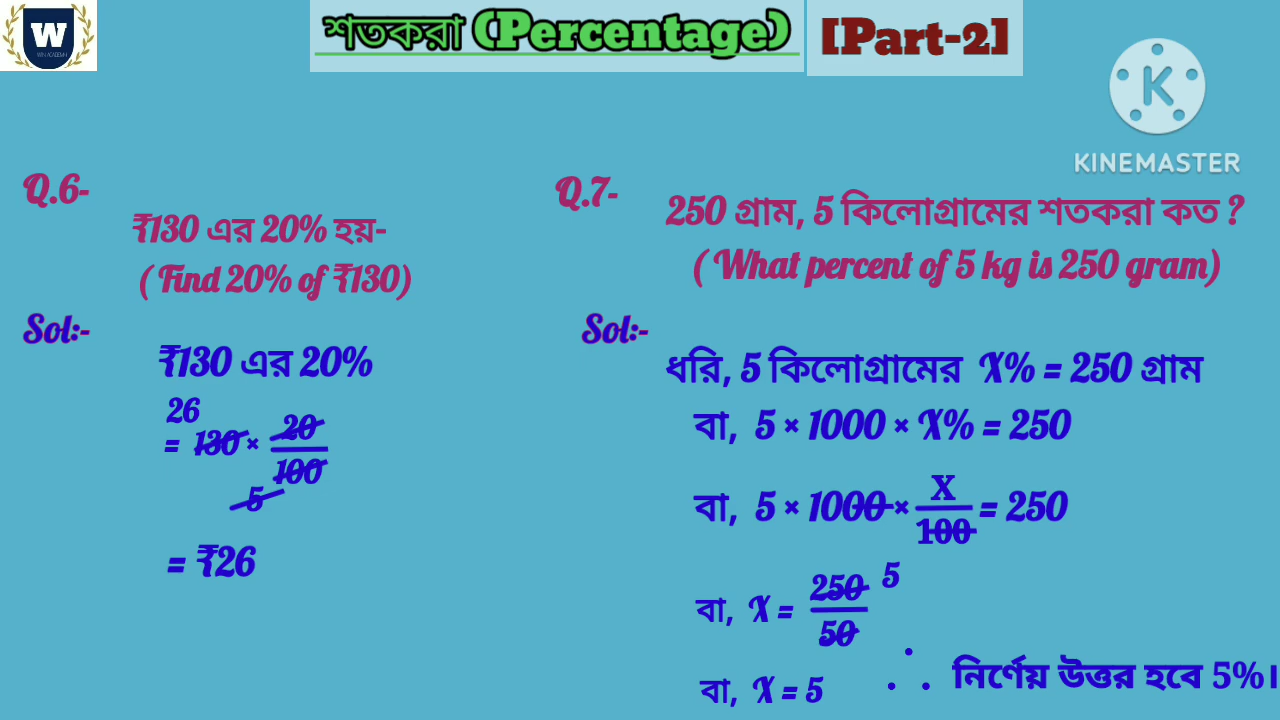 W
WIN ACADEMY
শতকরা (Percentage)
[Part-2]
K
KINEMASTER
Q.6-
₹130 এর 20% হয়-
( Find 20% of ₹130)
Sol:-
₹130 এর 20%
26
= 130 × 20/100
5
= ₹26
Q.7-
250 গ্রাম, 5 কিলোগ্রামের শতকরা কত ?
( What percent of 5 kg is 250 gram)
Sol:-
ধরি, 5 কিলোগ্রামের X% = 250 গ্রাম
বা, 5 × 1000 × X% = 250
বা, 5 × 1000 × X/100 = 250
বা, X = 250/50 5
বা, X = 5
∴ নির্ণেয় উত্তর হবে 5%।